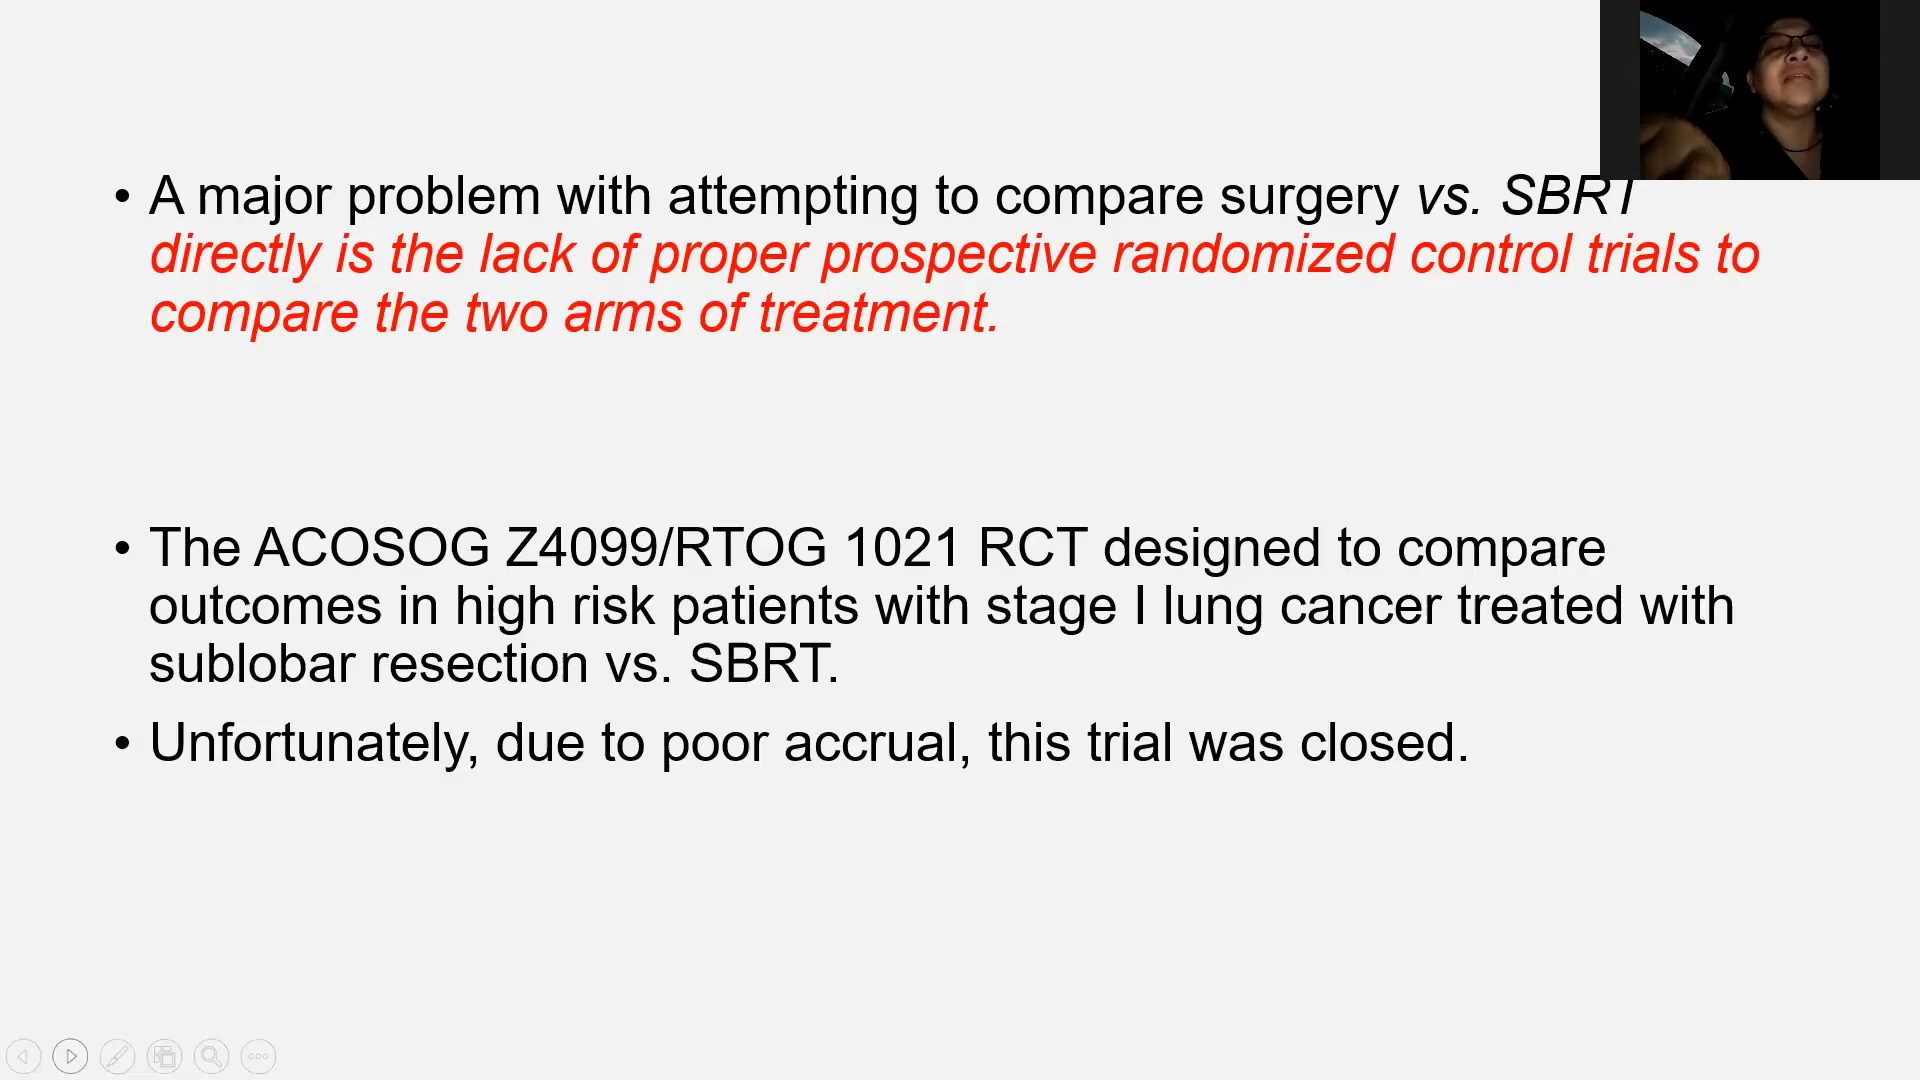 • A major problem with attempting to compare surgery vs. SBRT
directly is the lack of proper prospective randomized control trials to
compare the two arms of treatment.
• The ACOSOG Z4099/RTOG 1021 RCT designed to compare
outcomes in high risk patients with stage I lung cancer treated with
sublobar resection vs. SBRT.
• Unfortunately, due to poor accrual, this trial was closed.